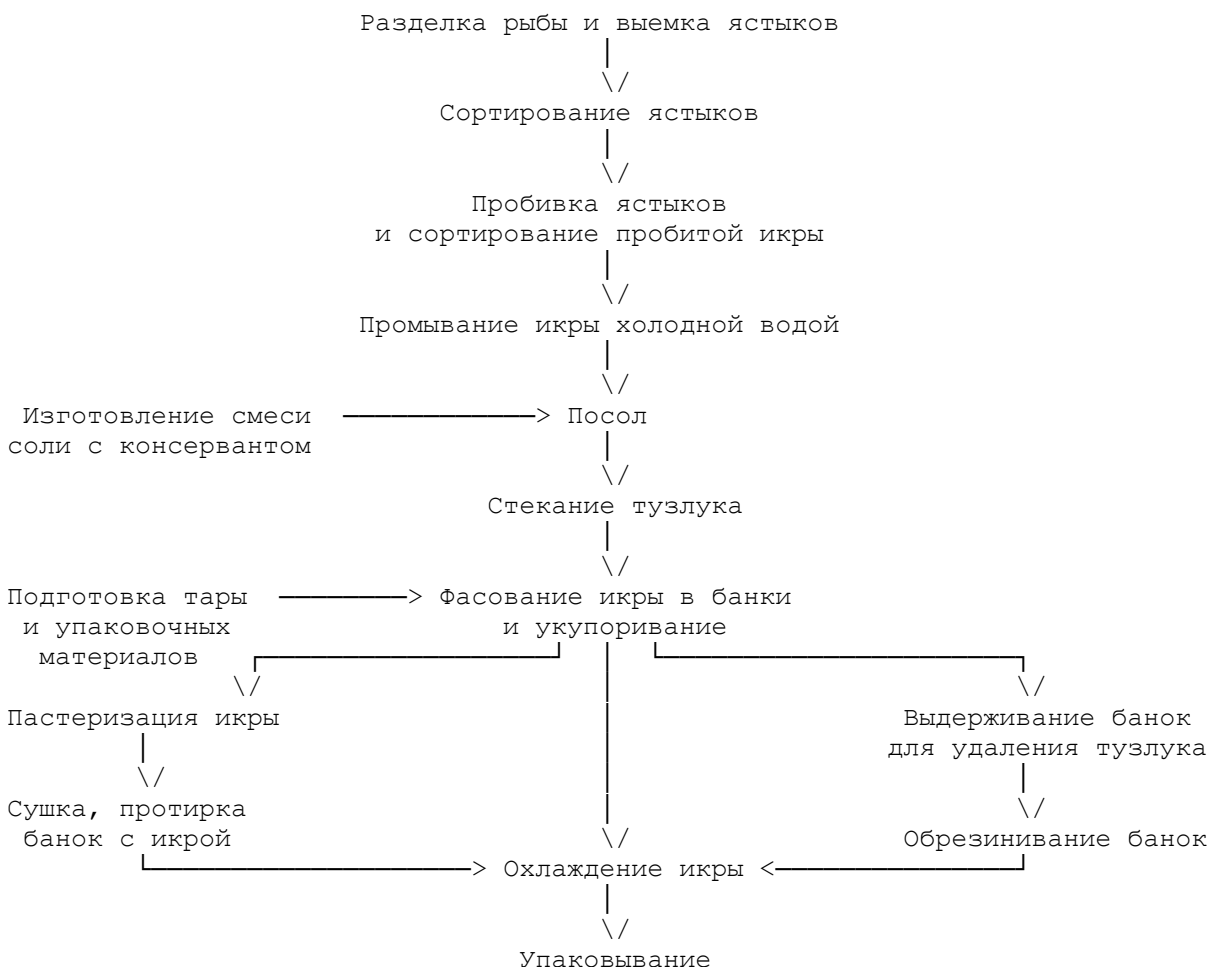 Разделка рыбы и выемка ястыков
Сортирование ястыков
Пробивка ястыков
и сортирование пробитой икры
Промывание икры холодной водой
Изготовление смеси
соли с консервантом
Посол
Стекание тузлука
Подготовка тары
и упаковочных
материалов
Фасование икры в банки
и укупоривание
Пастеризация икры
Выдерживание банок
для удаления тузлука
Сушка, протирка
банок с икрой
Обрезинивание банок
Охлаждение икры
Упаковывание